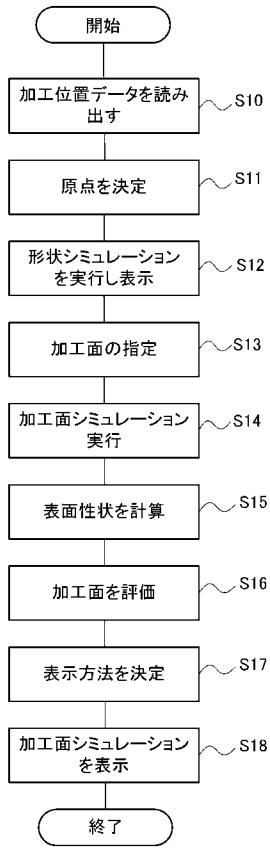 開始
加工位置データを読み
出す
S10
原点を決定
S11
形状シミュレーション
を実行し表示
S12
加工面の指定
S13
加工面シミュレーション
実行
S14
表面性状を計算
S15
加工面を評価
S16
表示方法を決定
S17
加工面シミュレーション
を表示
S18
終了